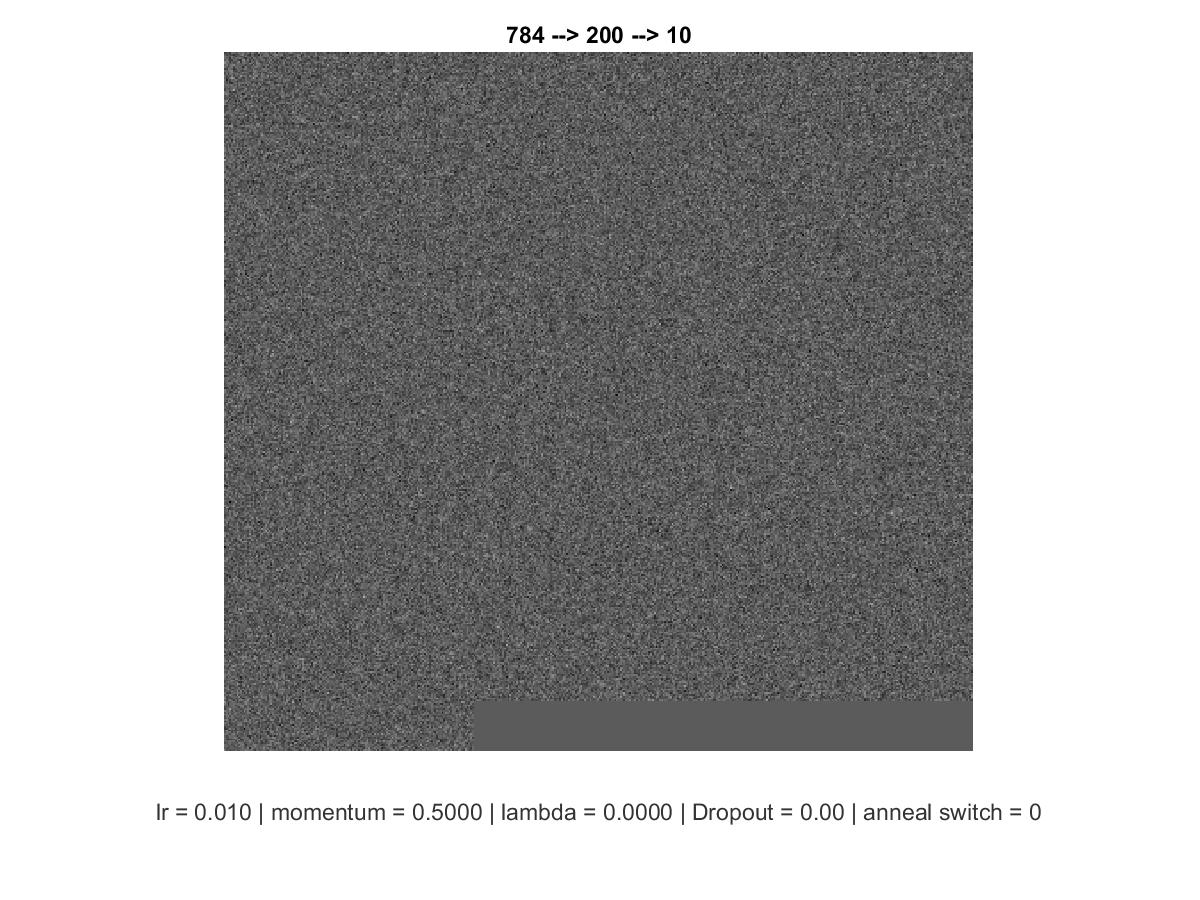 784 --> 200 --> 10
lr = 0.010 | momentum = 0.5000 | lambda = 0.0000 | Dropout = 0.00 | anneal switch = 0